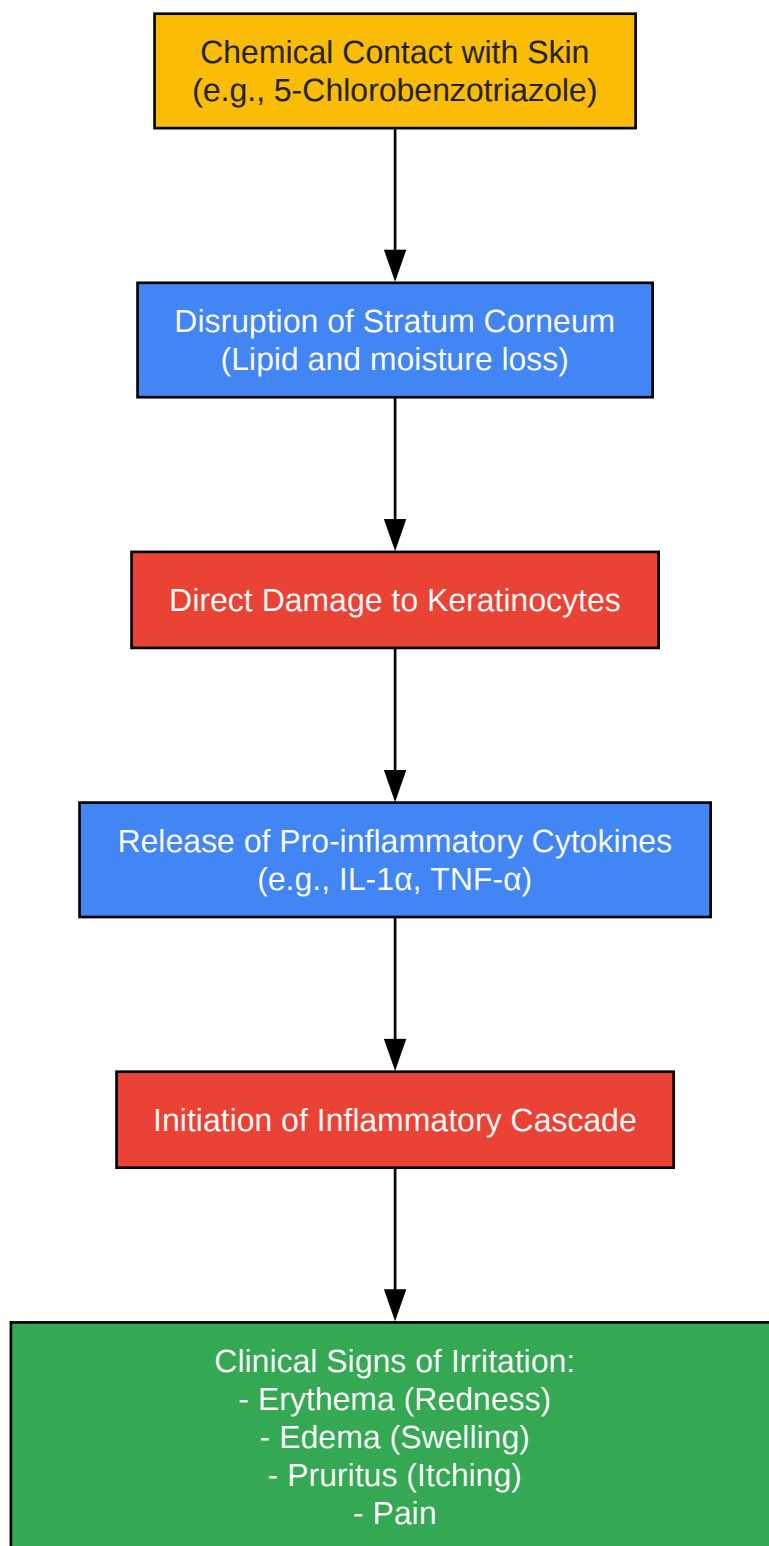 Chemical Contact with Skin
(e.g., 5-Chlorobenzotriazole)
Disruption of Stratum Corneum
(Lipid and moisture loss)
Direct Damage to Keratinocytes
Release of Pro-inflammatory Cytokines
(e.g., IL-1α, TNF-α)
Initiation of Inflammatory Cascade
Clinical Signs of Irritation:
- Erythema (Redness)
- Edema (Swelling)
- Pruritus (Itching)
- Pain